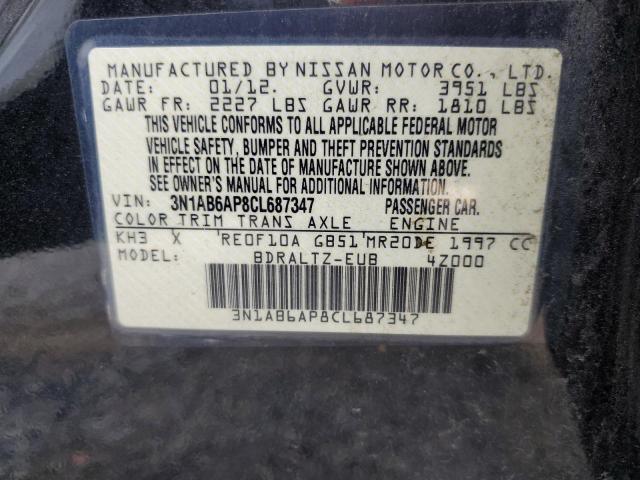 MANUFACTURED BY NISSAN MOTOR CO., LTD.
DATE: 01/12. GVWR: 3951 LBS
GAWR FR: 2227 LBS GAWR RR: 1810 LBS
THIS VEHICLE CONFORMS TO ALL APPLICABLE FEDERAL MOTOR
VEHICLE SAFETY, BUMPER AND THEFT PREVENTION STANDARDS
IN EFFECT ON THE DATE OF MANUFACTURE SHOWN ABOVE.
SEE OWNER'S MANUAL FOR ADDITIONAL INFORMATION.
VIN: 3N1AB6AP8CL687347 PASSENGER CAR.
COLOR TRIM TRANS AXLE ENGINE
KH3 X 'RE0F10A GB51'MR20DE 1997 CC
MODEL: BDRALTZ-EUB 4Z000
3N1AB6AP8CL687347